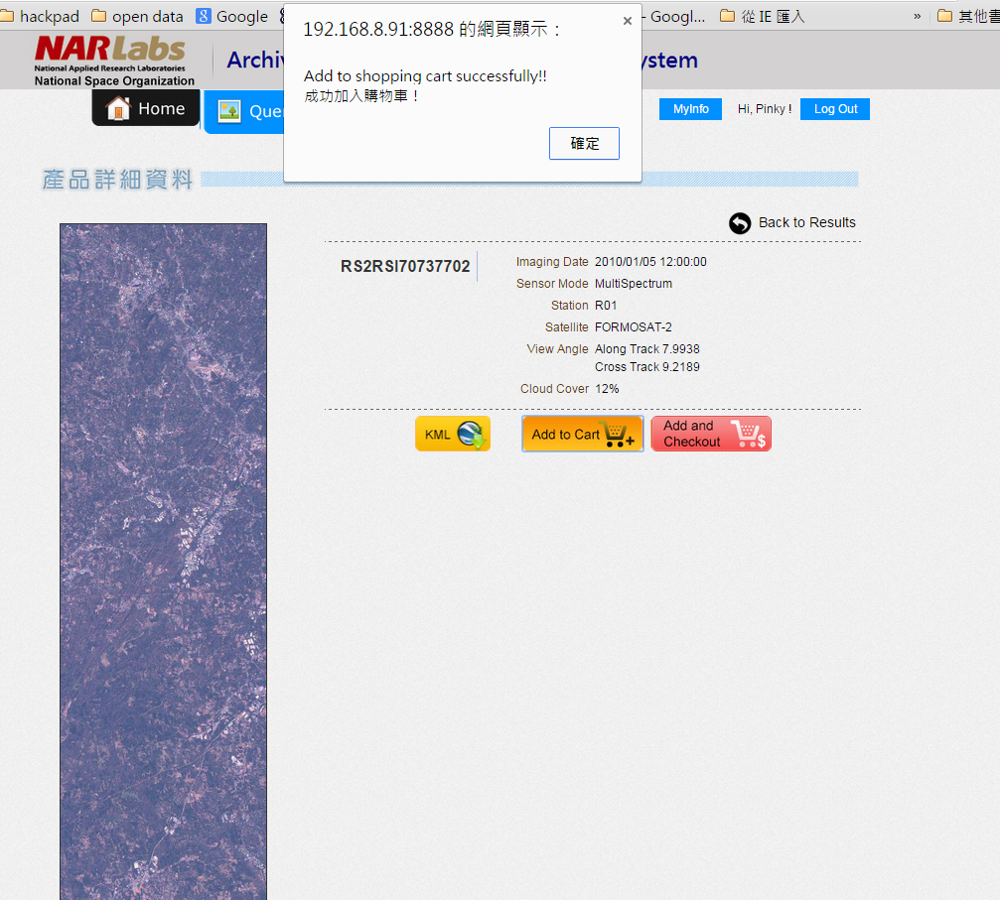 hackpad open data Google - Googl... 從 IE 匯入 » 其他書
192.168.8.91:8888 的網頁顯示：
×
Add to shopping cart successfully!!
成功加入購物車！
確定
NARLabs
National Applied Research Laboratories
National Space Organization
Archiv ystem
Home Quer MyInfo Hi, Pinky ! Log Out
產品詳細資料
Back to Results
RS2RSI70737702
Imaging Date 2010/01/05 12:00:00
Sensor Mode MultiSpectrum
Station R01
Satellite FORMOSAT-2
View Angle Along Track 7.9938
Cross Track 9.2189
Cloud Cover 12%
KML Add to Cart Add and
Checkout